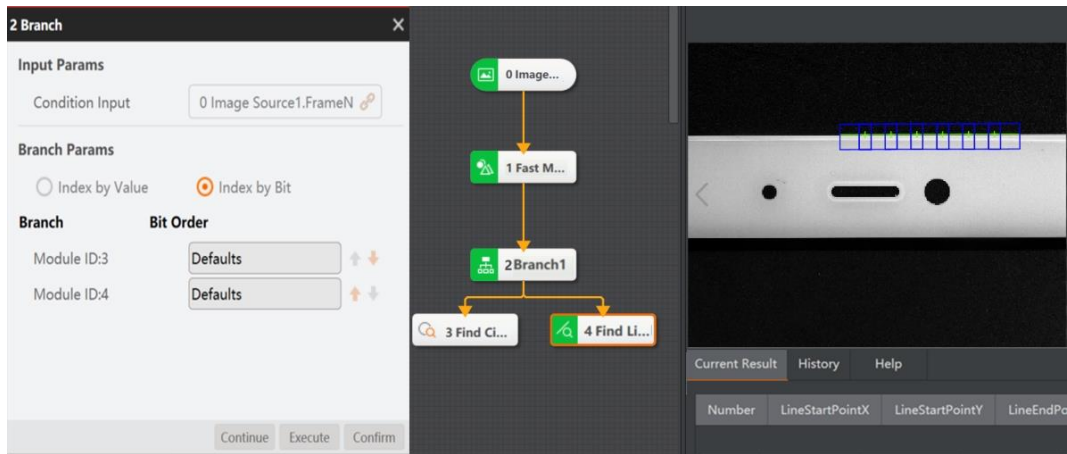 2 Branch
Input Params
Condition Input 0 Image Source1.FrameN
Branch Params
Index by Value Index by Bit
Branch Bit Order
Module ID:3 Defaults
Module ID:4 Defaults
Continue Execute Confirm
0 Image...
1 Fast M...
2Branch1
3 Find Ci...
4 Find Li...
Current Result History Help
Number LineStartPointX LineStartPointY LineEndPo